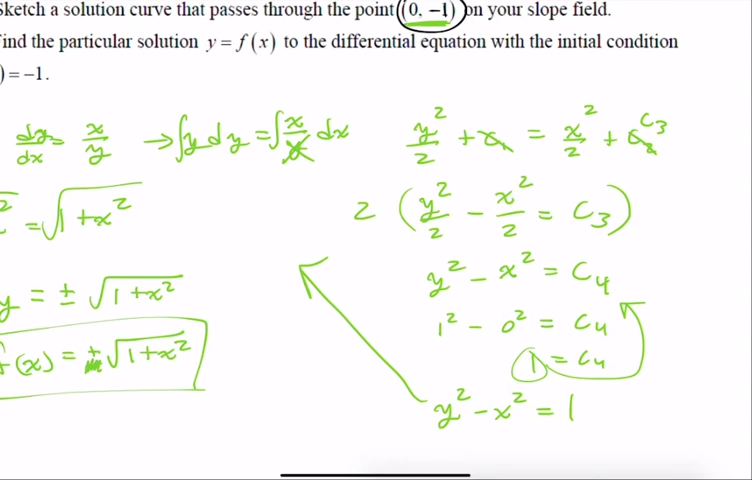 Sketch a solution curve that passes through the point (0, −1) on your slope field.
Find the particular solution y = f(x) to the differential equation with the initial condition
) = −1.
dy/dx = x/y → ∫y dy = ∫x dx
y²/2 + = x²/2 + C₃
2 (y²/2 − x²/2 = C₃)
y² − x² = C₄
1² − 0² = C₄
1 = C₄
y² − x² = 1
² = √1+x²
y = ± √1+x²
f(x) = √1+x²